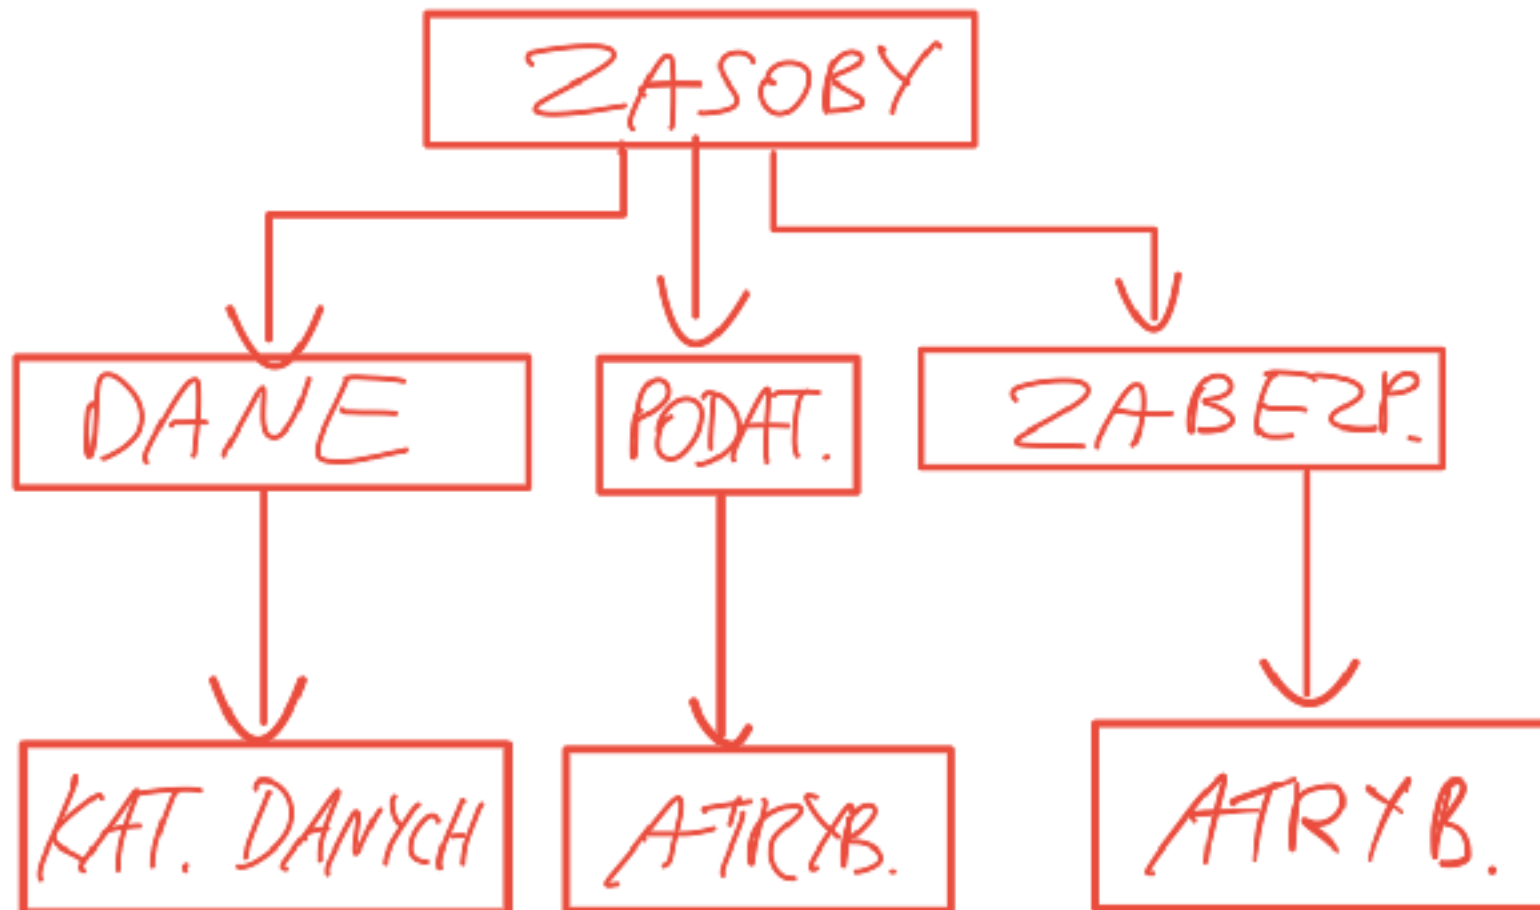 ZASOBY
DANE
PODAT.
ZABEZP.
KAT. DANYCH
ATRYB.
ATRYB.